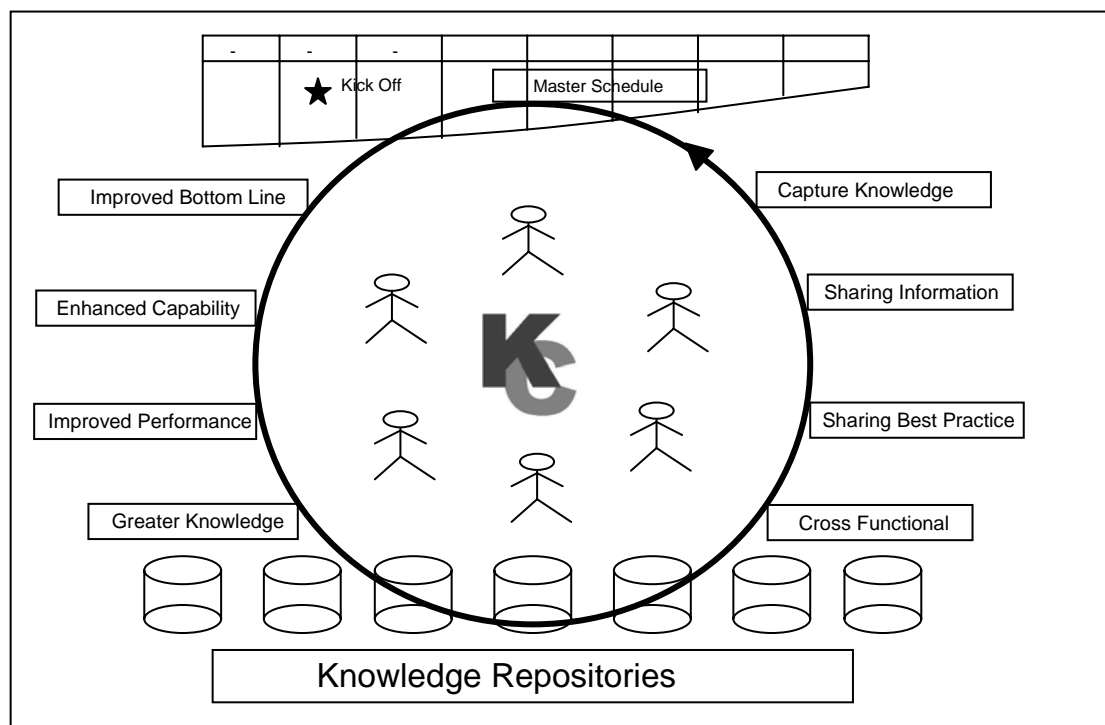 - - -
Kick Off
Master Schedule
Improved Bottom Line
Capture Knowledge
Enhanced Capability
Sharing Information
KC
Improved Performance
Sharing Best Practice
Greater Knowledge
Cross Functional
Knowledge Repositories